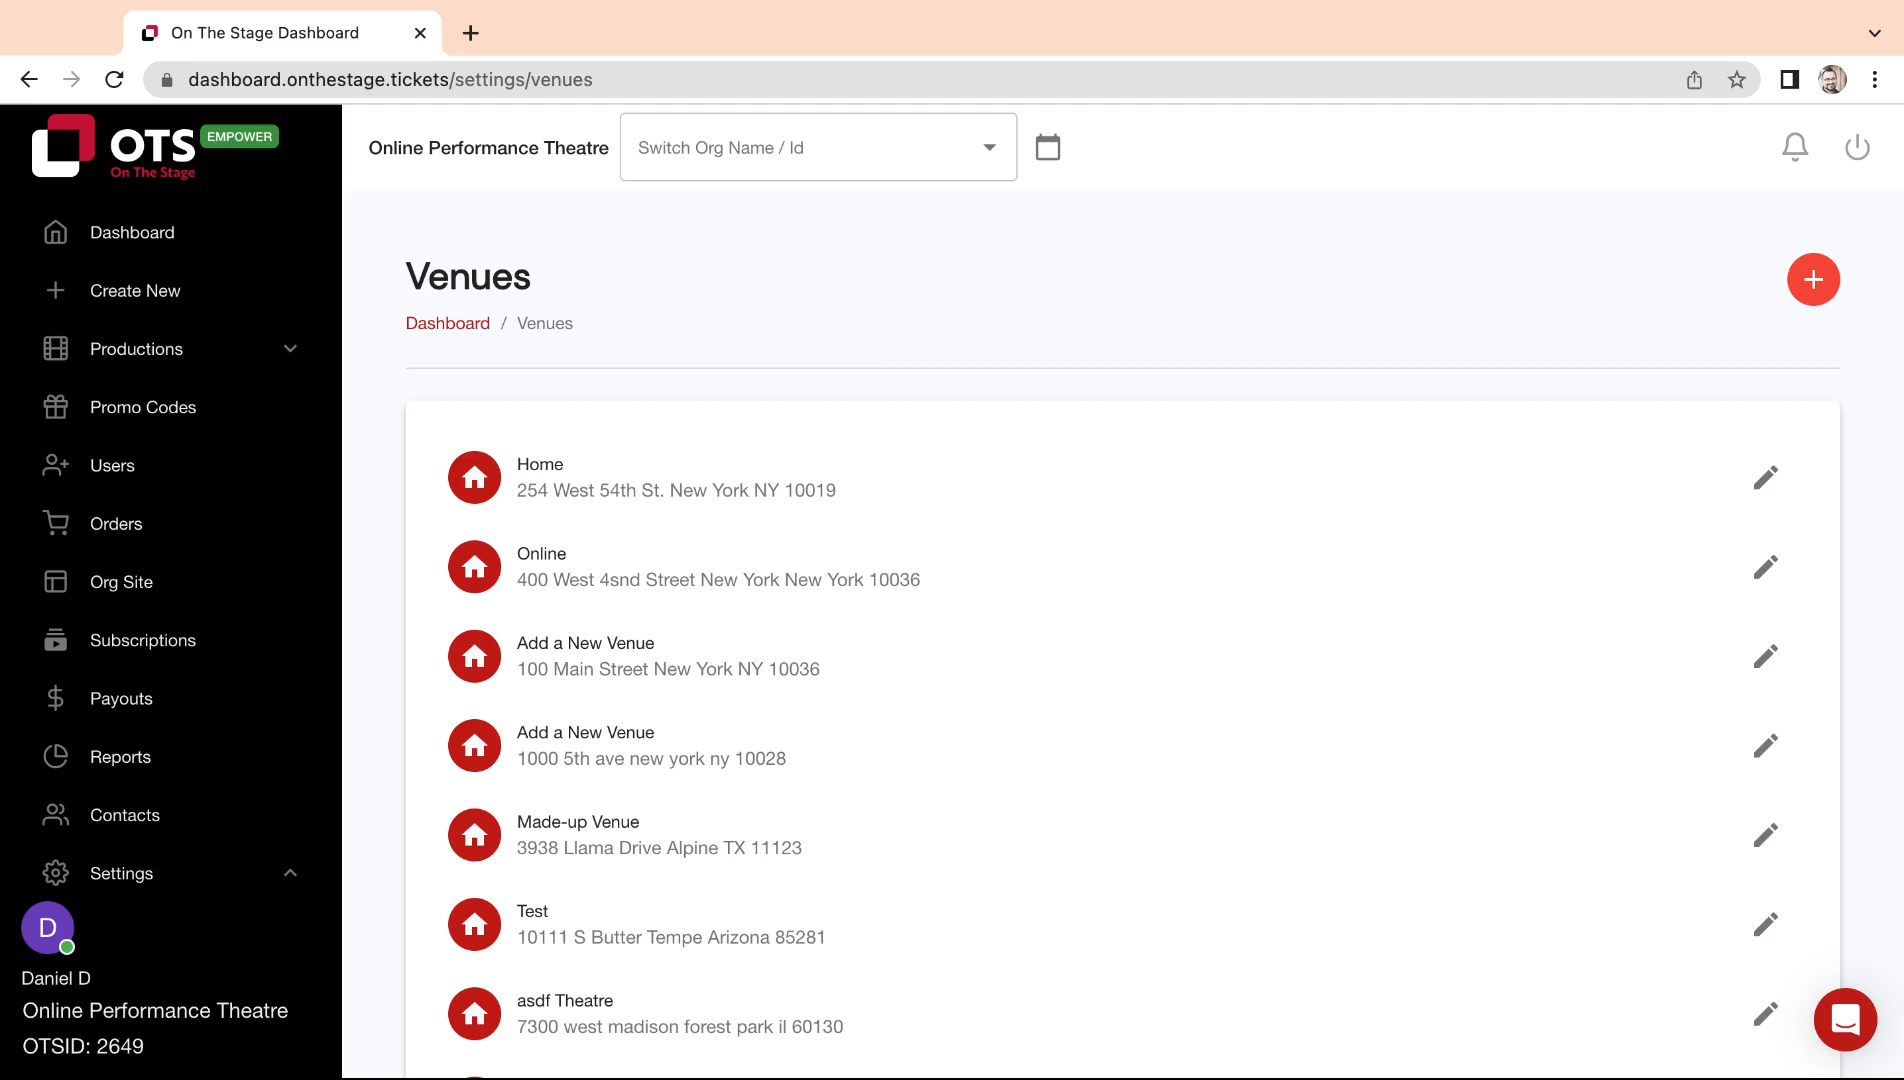 On The Stage Dashboard
dashboard.onthestage.tickets/settings/venues
OTS
EMPOWER
On The Stage
Online Performance Theatre
Switch Org Name / Id
Dashboard
Create New
Productions
Promo Codes
Users
Orders
Org Site
Subscriptions
Payouts
Reports
Contacts
Settings
D
Daniel D
Online Performance Theatre
OTSID: 2649
Venues
Dashboard / Venues
Home
254 West 54th St. New York NY 10019
Online
400 West 4snd Street New York New York 10036
Add a New Venue
100 Main Street New York NY 10036
Add a New Venue
1000 5th ave new york ny 10028
Made-up Venue
3938 Llama Drive Alpine TX 11123
Test
10111 S Butter Tempe Arizona 85281
asdf Theatre
7300 west madison forest park il 60130